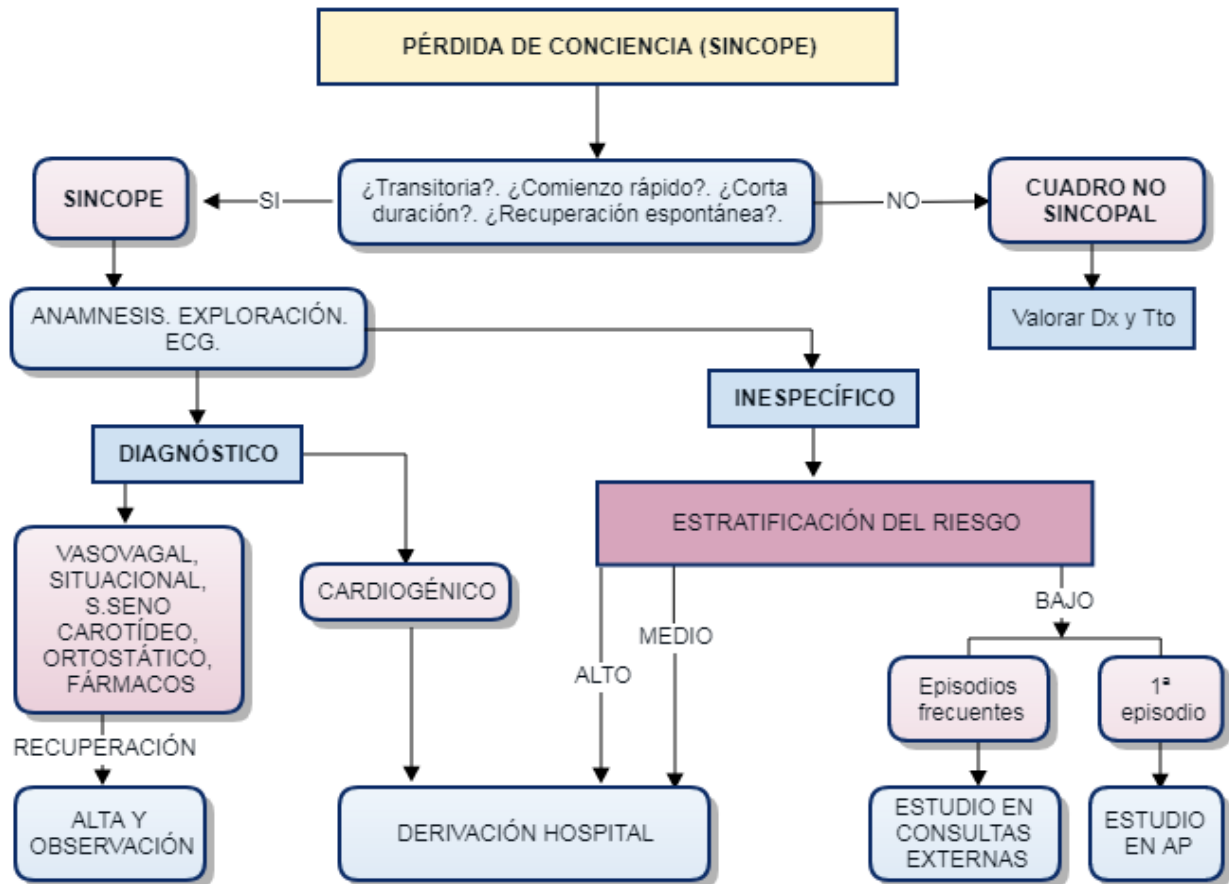 PÉRDIDA DE CONCIENCIA (SINCOPE)
SINCOPE
SI
¿Transitoria?. ¿Comienzo rápido?. ¿Corta
duración?. ¿Recuperación espontánea?.
NO
CUADRO NO
SINCOPAL
Valorar Dx y Tto
ANAMNESIS. EXPLORACIÓN.
ECG.
INESPECÍFICO
DIAGNÓSTICO
ESTRATIFICACIÓN DEL RIESGO
VASOVAGAL,
SITUACIONAL,
S.SENO
CAROTÍDEO,
ORTOSTÁTICO,
FÁRMACOS
CARDIOGÉNICO
ALTO
MEDIO
BAJO
Episodios
frecuentes
1ª
episodio
RECUPERACIÓN
ALTA Y
OBSERVACIÓN
DERIVACIÓN HOSPITAL
ESTUDIO EN
CONSULTAS
EXTERNAS
ESTUDIO
EN AP